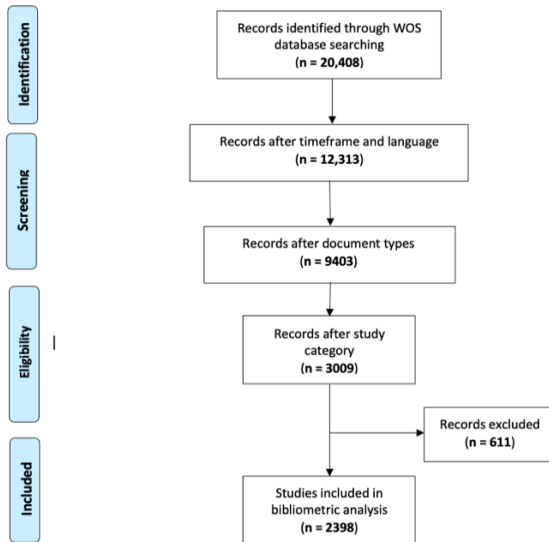 Identification
Records identified through WOS
database searching
(n = 20,408)
Screening
Records after timeframe and language
(n = 12,313)
Records after document types
(n = 9403)
Eligibility
Records after study
category
(n = 3009)
Records excluded
(n = 611)
Included
Studies included in
bibliometric analysis
(n = 2398)